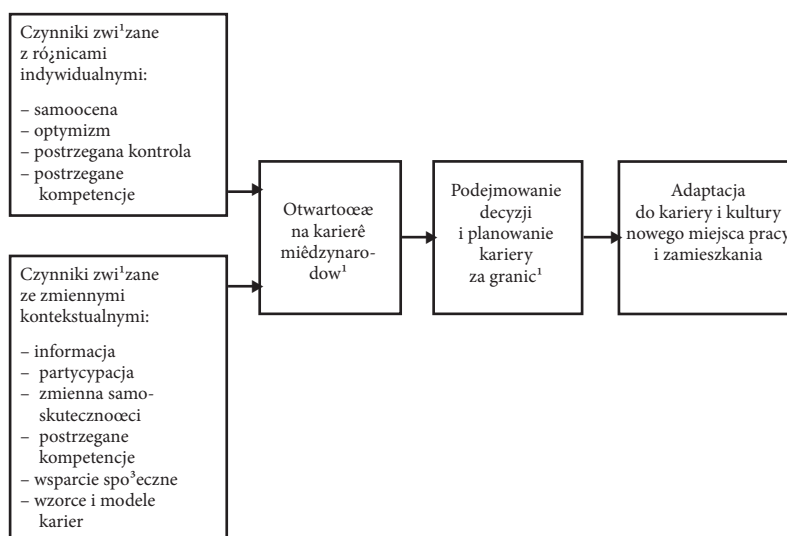 Czynniki zwi¹zane
z ró¿nicami
indywidualnymi:
– samoocena
– optymizm
– postrzegana kontrola
– postrzegane
kompetencje
Czynniki zwi¹zane
ze zmiennymi
kontekstualnymi:
– informacja
– partycypacja
– zmienna samo-
skutecznoœci
– postrzegane
kompetencje
– wsparcie spo³eczne
– wzorce i modele
karier
Otwartoœæ
na karierê
miêdzynaro-
dow¹
Podejmowanie
decyzji
i planowanie
kariery
za granic¹
Adaptacja
do kariery i kultury
nowego miejsca pracy
i zamieszkania